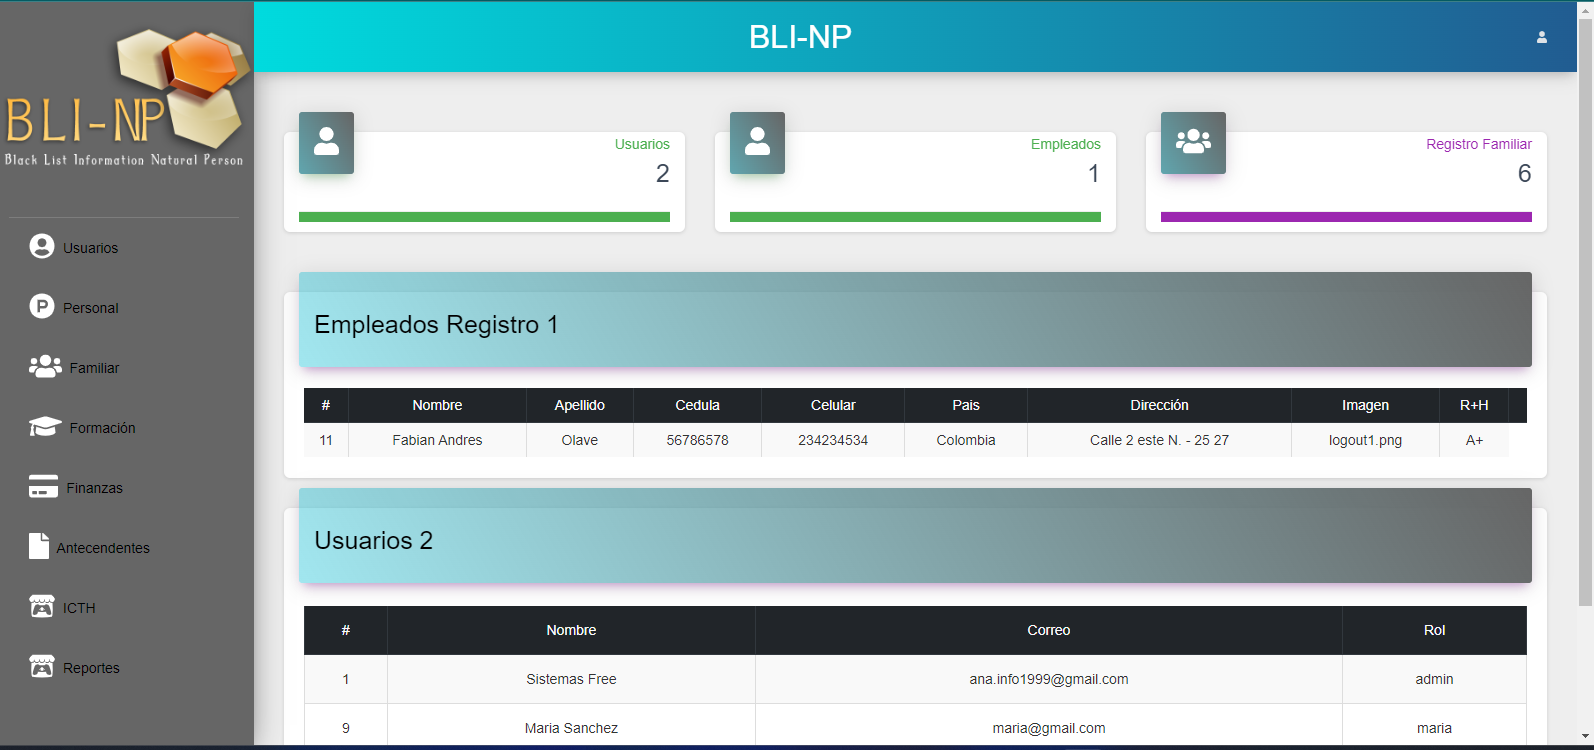 BLI-NP
Black List Information Natural Person
Usuarios
Personal
Familiar
Formación
Finanzas
Antecendentes
ICTH
Reportes
BLI-NP
Usuarios
2
Empleados
1
Registro Familiar
6
Empleados Registro 1
# Nombre Apellido Cedula Celular Pais Dirección Imagen R+H
11 Fabian Andres Olave 56786578 234234534 Colombia Calle 2 este N. - 25 27 logout1.png A+
Usuarios 2
# Nombre Correo Rol
1 Sistemas Free ana.info1999@gmail.com admin
9 Maria Sanchez maria@gmail.com maria